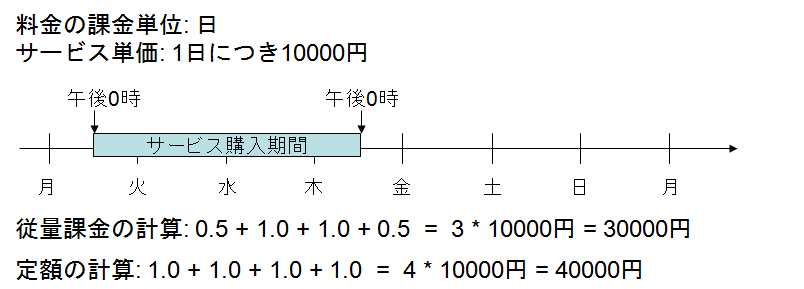 料金の課金単位: 日
サービス単価: 1日につき10000円
午後0時 午後0時
サービス購入期間
月 火 水 木 金 土 日 月
従量課金の計算: 0.5 + 1.0 + 1.0 + 0.5 = 3 * 10000円 = 30000円
定額の計算: 1.0 + 1.0 + 1.0 + 1.0 = 4 * 10000円 = 40000円